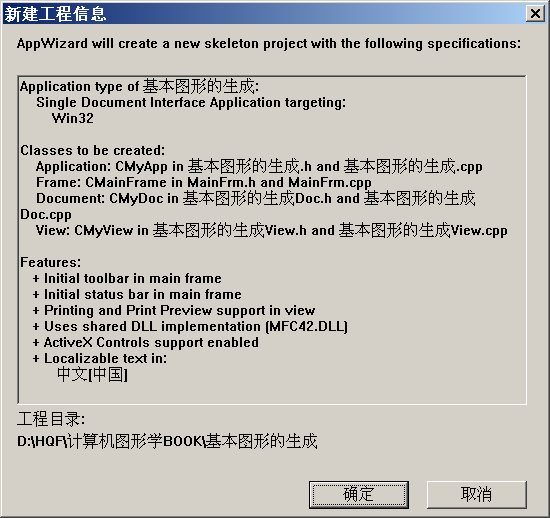 新建工程信息
AppWizard will create a new skeleton project with the following specifications:
Application type of 基本图形的生成:
Single Document Interface Application targeting:
Win32
Classes to be created:
Application: CMyApp in 基本图形的生成.h and 基本图形的生成.cpp
Frame: CMainFrame in MainFrm.h and MainFrm.cpp
Document: CMyDoc in 基本图形的生成Doc.h and 基本图形的生成
Doc.cpp
View: CMyView in 基本图形的生成View.h and 基本图形的生成View.cpp
Features:
+ Initial toolbar in main frame
+ Initial status bar in main frame
+ Printing and Print Preview support in view
+ Uses shared DLL implementation (MFC42.DLL)
+ ActiveX Controls support enabled
+ Localizable text in:
中文[中国]
工程目录:
D:\HQF\计算机图形学BOOK\基本图形的生成
确定 取消